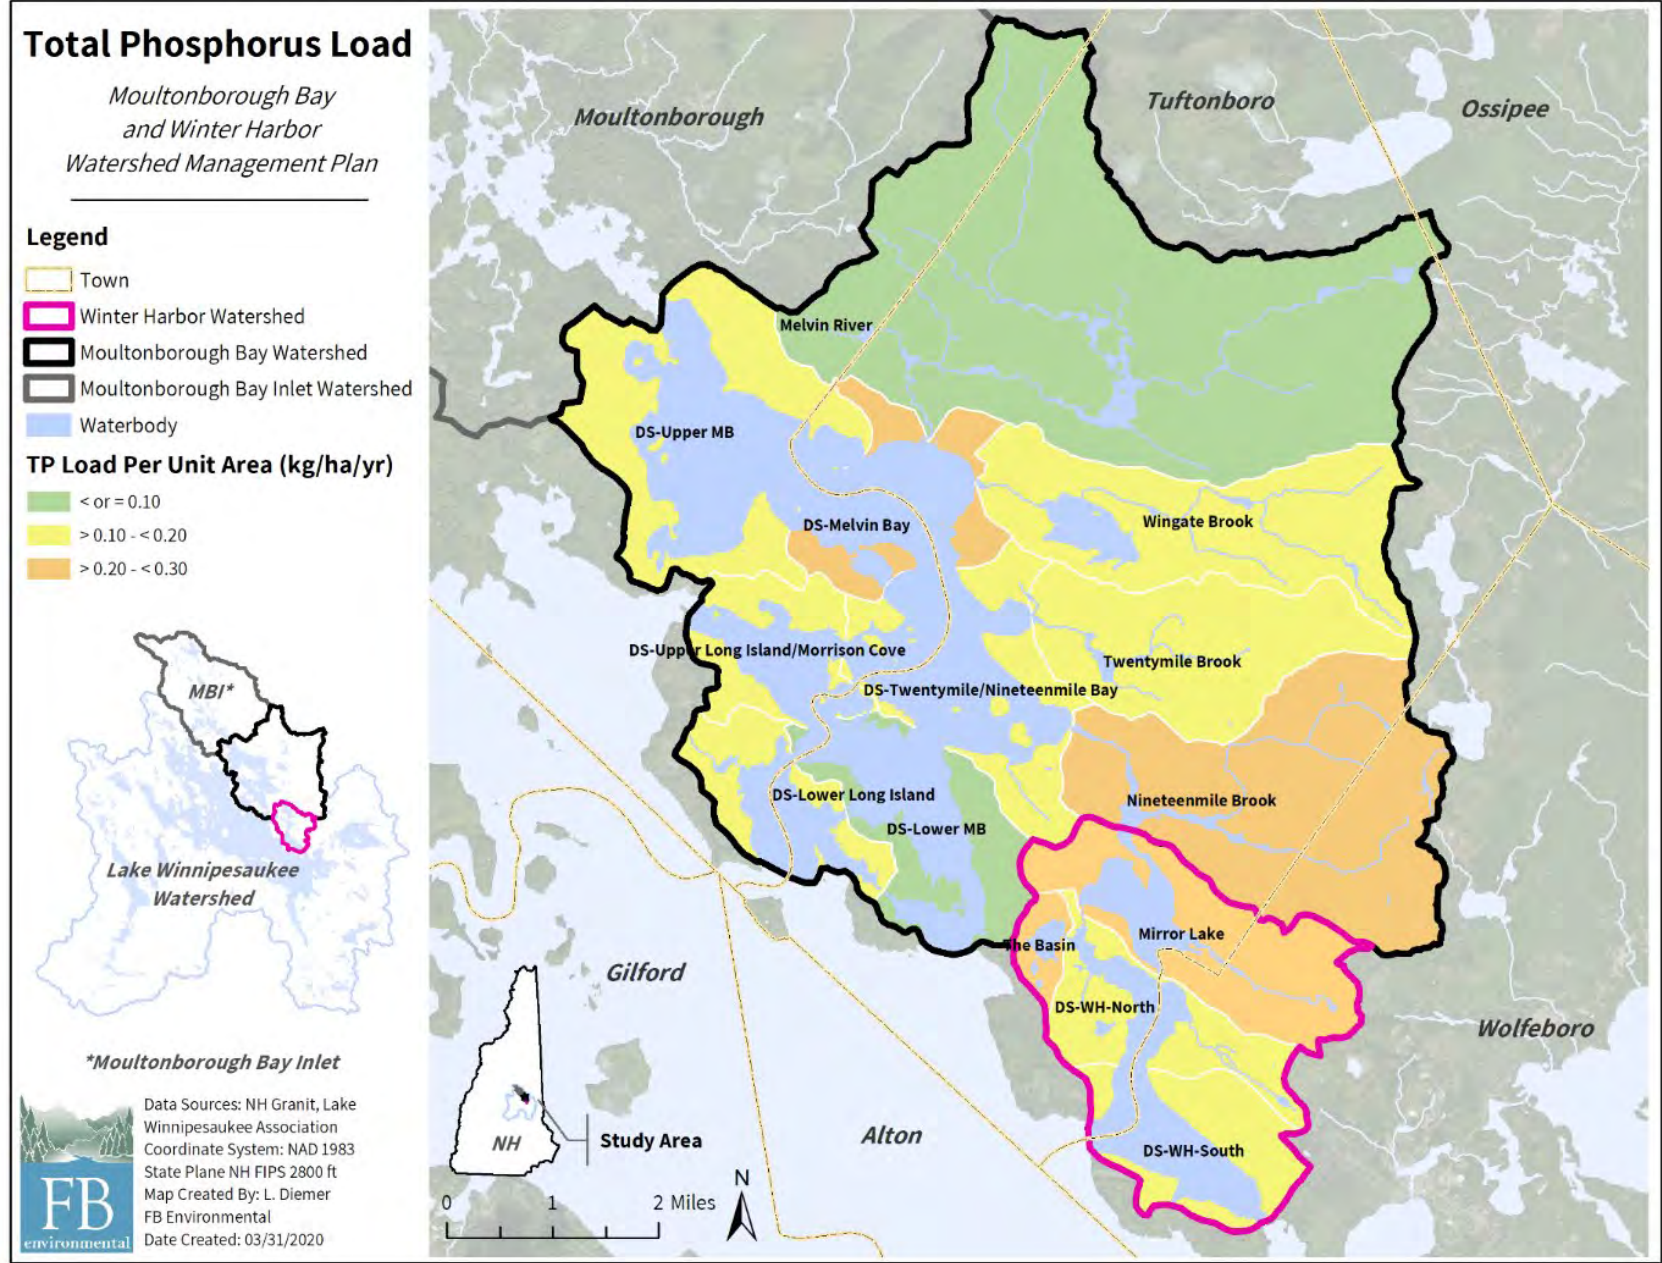 Total Phosphorus Load
Moultonborough Bay
and Winter Harbor
Watershed Management Plan
Legend
Town
Winter Harbor Watershed
Moultonborough Bay Watershed
Moultonborough Bay Inlet Watershed
Waterbody
TP Load Per Unit Area (kg/ha/yr)
< or = 0.10
> 0.10 - < 0.20
> 0.20 - < 0.30
MBI*
Lake Winnipesaukee
Watershed
*Moultonborough Bay Inlet
FB
environmental
Data Sources: NH Granit, Lake
Winnipesaukee Association
Coordinate System: NAD 1983
State Plane NH FIPS 2800 ft
Map Created By: L. Diemer
FB Environmental
Date Created: 03/31/2020
Moultonborough
Tuftonboro
Ossipee
Melvin River
DS-Upper MB
DS-Melvin Bay
Wingate Brook
DS-Upper Long Island/Morrison Cove
Twentymile Brook
DS-Twentymile/Nineteenmile Bay
DS-Lower Long Island
Nineteenmile Brook
DS-Lower MB
The Basin
Mirror Lake
Gilford
DS-WH-North
Wolfeboro
Alton
DS-WH-South
NH
Study Area
0 1 2 Miles
N